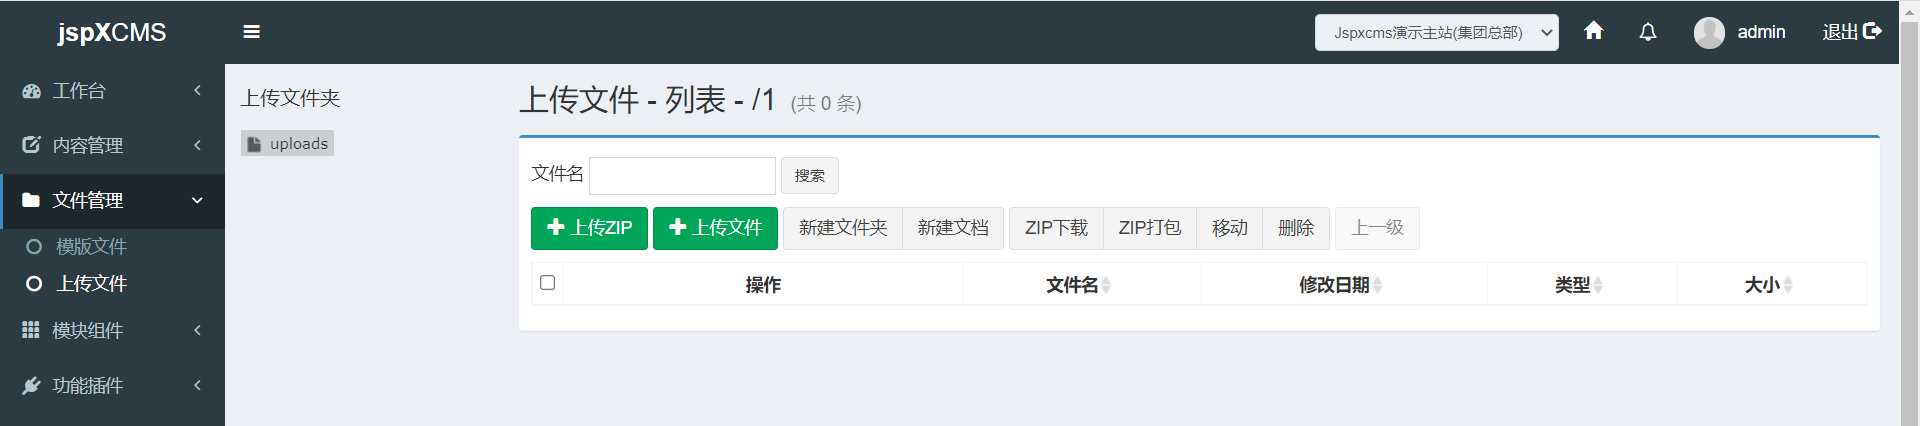 jspXCMS
Jspxcms演示主站(集团总部)
admin
退出
工作台
内容管理
文件管理
模版文件
上传文件
模块组件
功能插件
上传文件夹
uploads
上传文件 - 列表 - /1 (共 0 条)
文件名 搜索
上传ZIP 上传文件 新建文件夹 新建文档 ZIP下载 ZIP打包 移动 删除 上一级
操作 文件名 修改日期 类型 大小